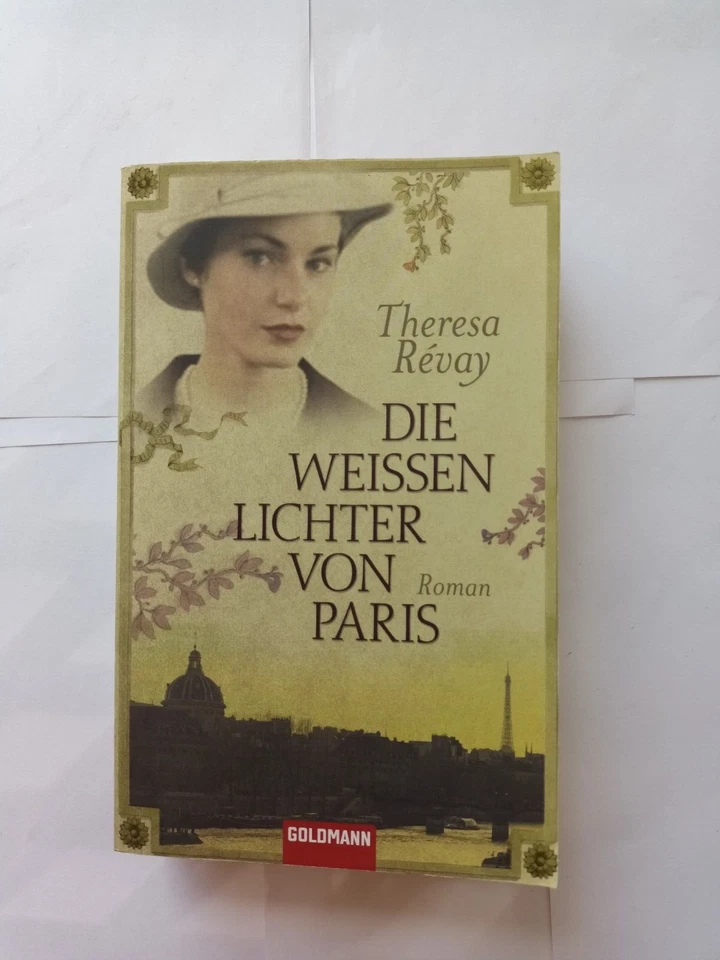 Theresa
Révay
DIE
WEISSEN
LICHTER
VON
Roman
PARIS
GOLDMANN